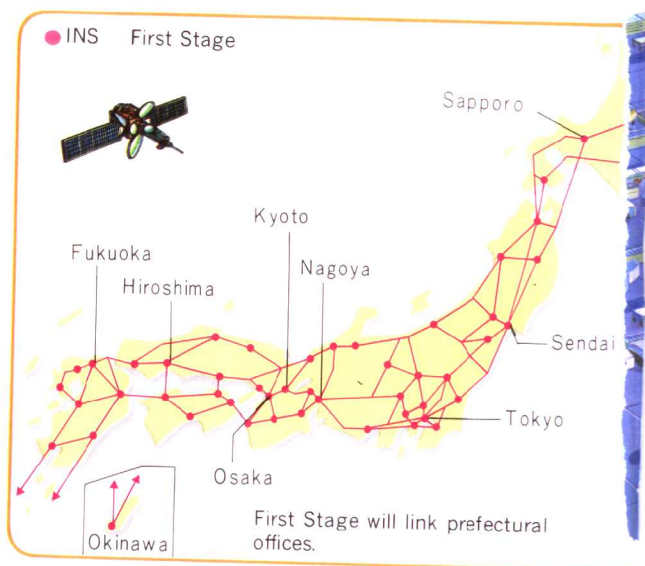 INS First Stage
Sapporo
Kyoto
Fukuoka
Nagoya
Hiroshima
Sendai
Tokyo
Osaka
Okinawa
First Stage will link prefectural
offices.